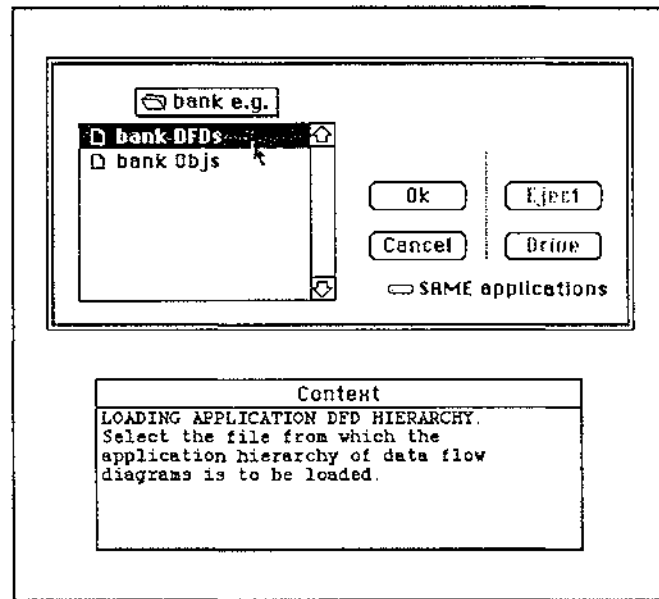 bank e.g.
bank DFDs
bank Objs
Ok
Eject
Cancel
Drive
SAME applications
Context
LOADING APPLICATION DFD HIERARCHY.
Select the file from which the
application hierarchy of data flow
diagrams is to be loaded.